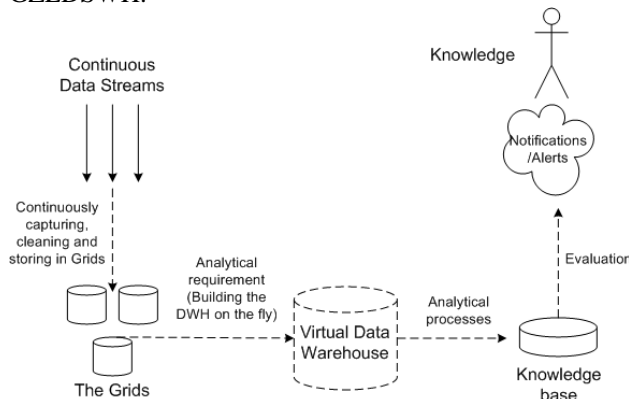 Continuous
Data Streams
Knowledge
Notifications
/Alerts
Continuously
capturing,
cleaning and
storing in Grids
Analytical
requirement
(Building the
DWH on the fly)
Evaluation
Analytical
processes
Virtual Data
Warehouse
The Grids
Knowledge
base